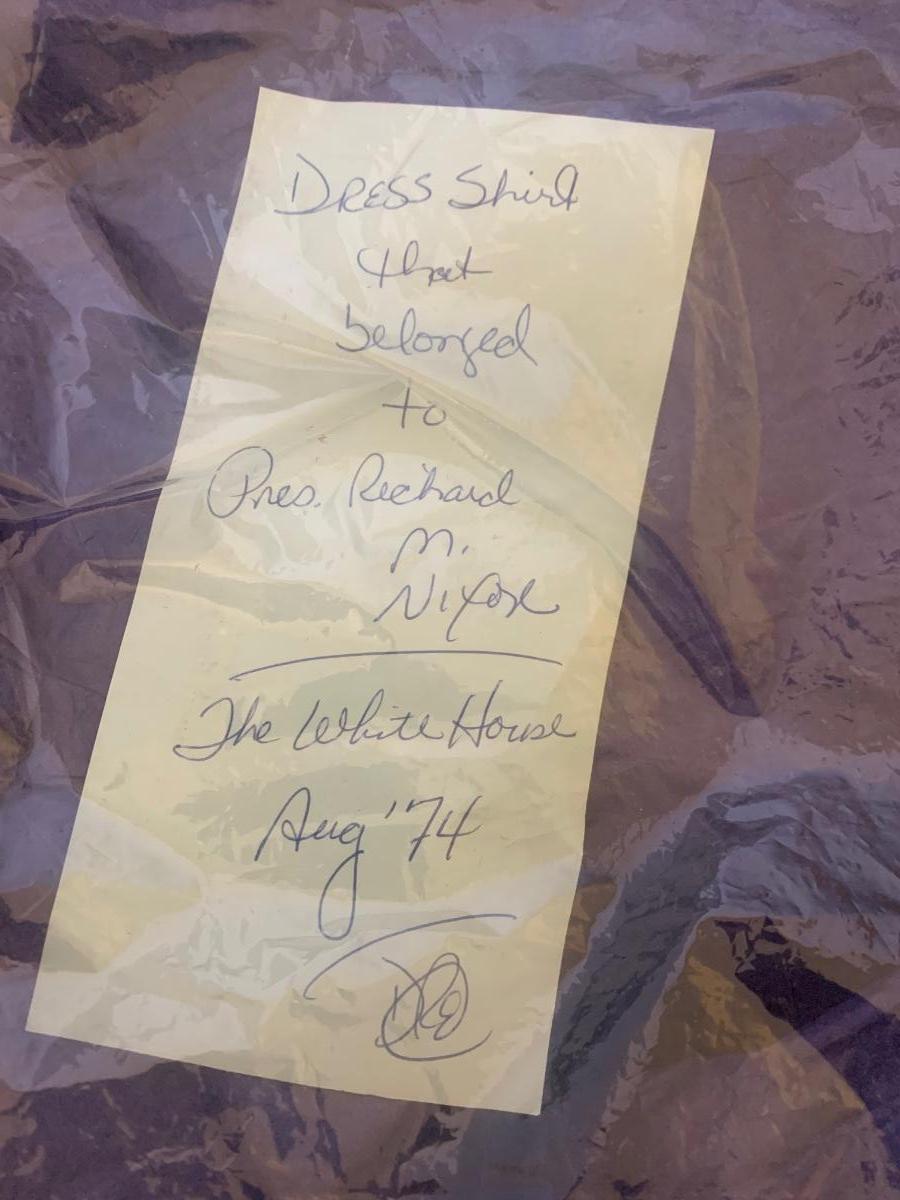 DRESS Shirt
that
belonged
to
Pres. Richard
M.
Nixon
The White House
Aug '74